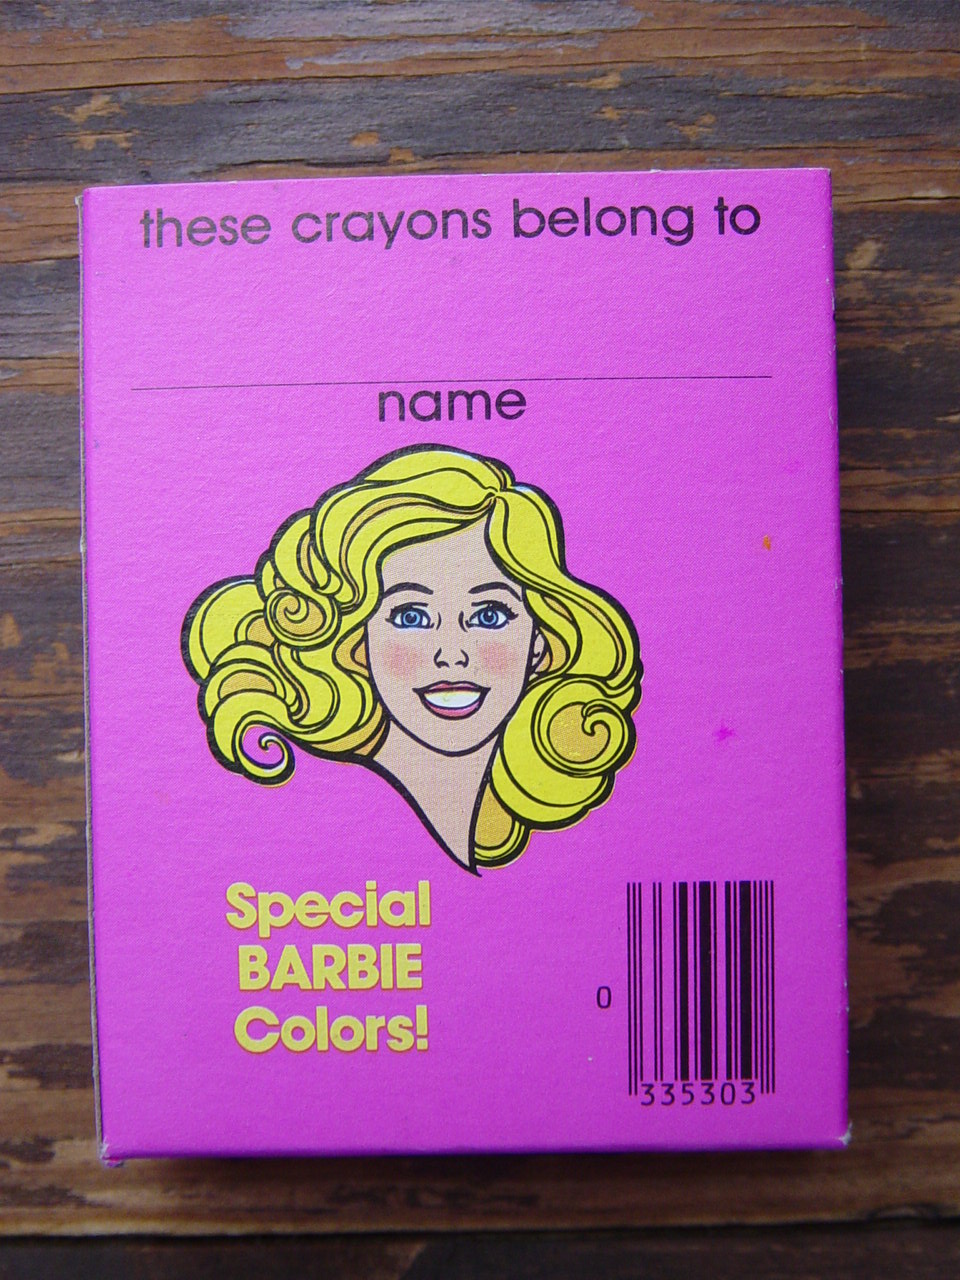 these crayons belong to
name
Special
BARBIE
Colors!
0
335303